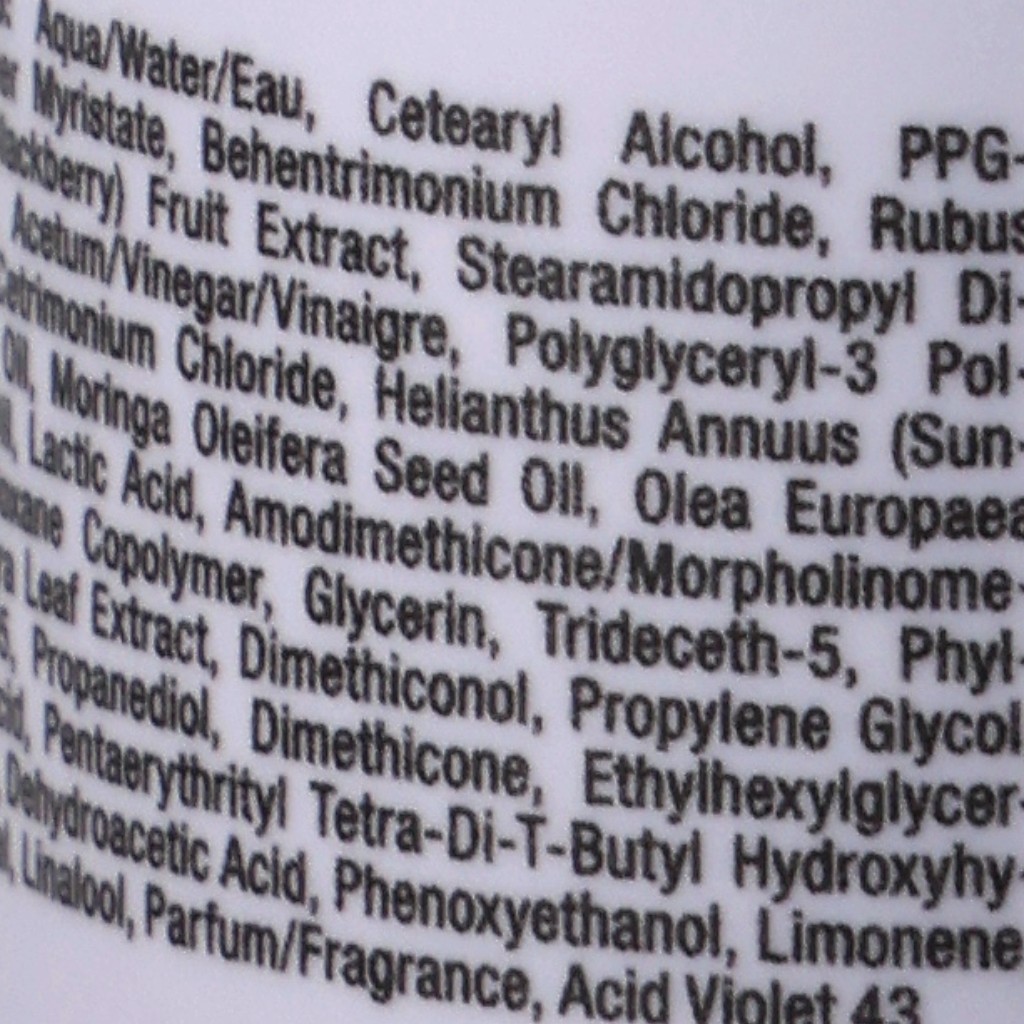 Aqua/Water/Eau, Cetearyl Alcohol, PPG-
Myristate, Behentrimonium Chloride, Rubus
ackberry) Fruit Extract, Stearamidopropyl Di-
Acetum/Vinegar/Vinaigre, Polyglyceryl-3 Pol-
Cetrimonium Chloride, Helianthus Annuus (Sun-
Oil, Moringa Oleifera Seed Oil, Olea Europaea
Lactic Acid, Amodimethicone/Morpholinome-
Copolymer, Glycerin, Trideceth-5, Phyl-
Leaf Extract, Dimethiconol, Propylene Glycol
Propanediol, Dimethicone, Ethylhexylglycer-
Pentaerythrityl Tetra-Di-T-Butyl Hydroxyhy-
Dehydroacetic Acid, Phenoxyethanol, Limonene
Linalool, Parfum/Fragrance, Acid Violet 43